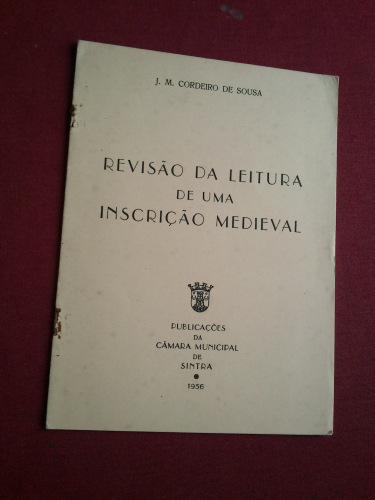 J. M. CORDEIRO DE SOUSA
REVISÃO DA LEITURA
DE UMA
INSCRIÇÃO MEDIEVAL
PUBLICAÇÕES
DA
CÂMARA MUNICIPAL
DE
SINTRA
1956